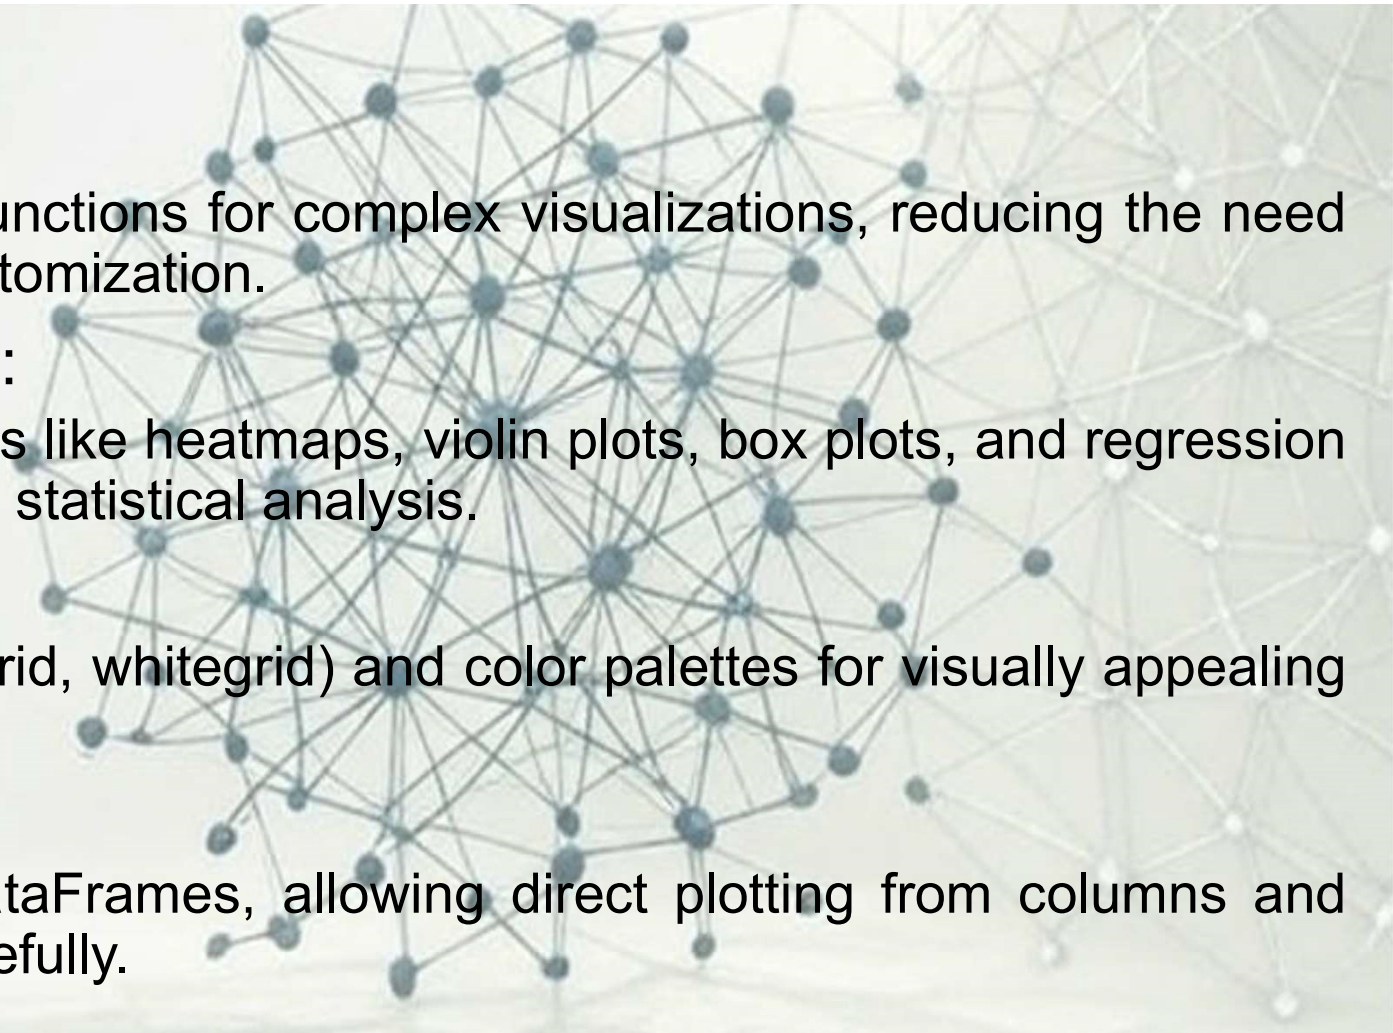 unctions for complex visualizations, reducing the need
tomization.
:
s like heatmaps, violin plots, box plots, and regression
statistical analysis.
rid, whitegrid) and color palettes for visually appealing
taFrames, allowing direct plotting from columns and
efully.